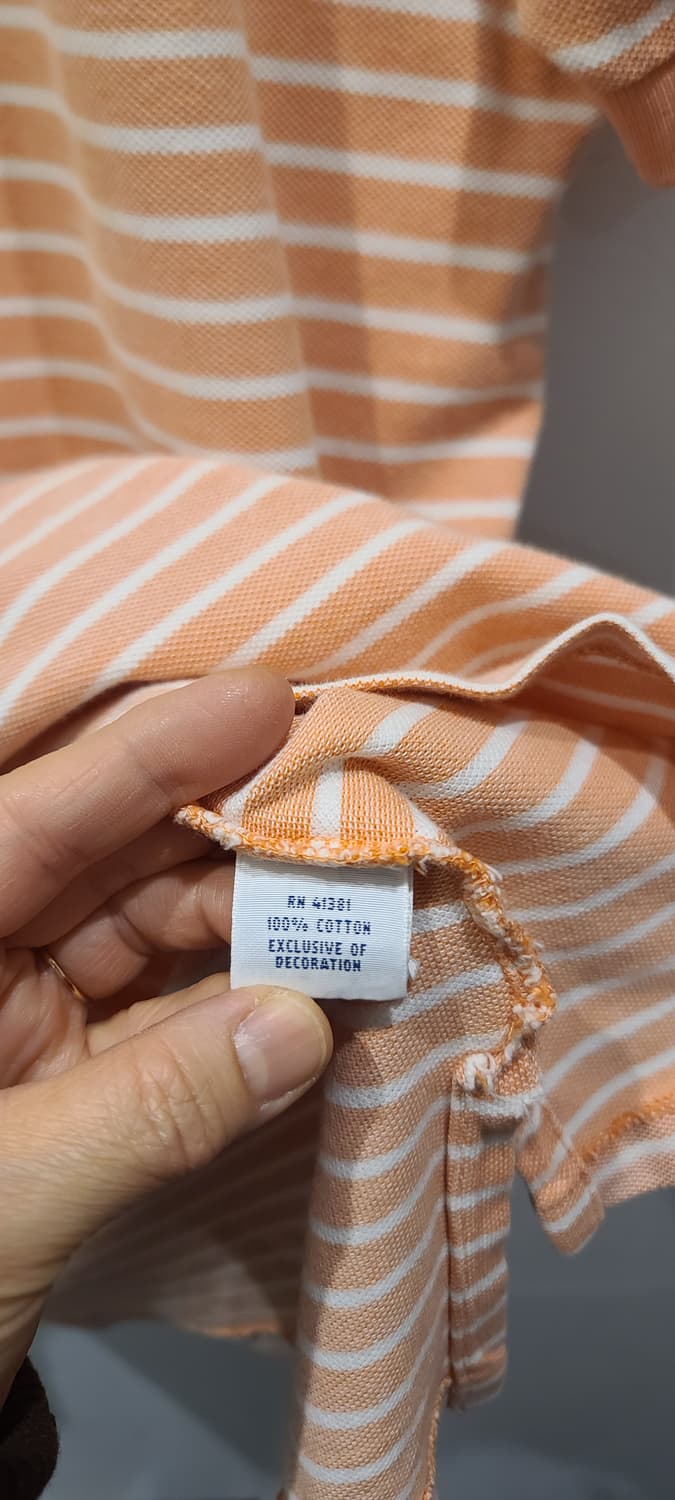 RN 41381
100% COTTON
EXCLUSIVE OF
DECORATION